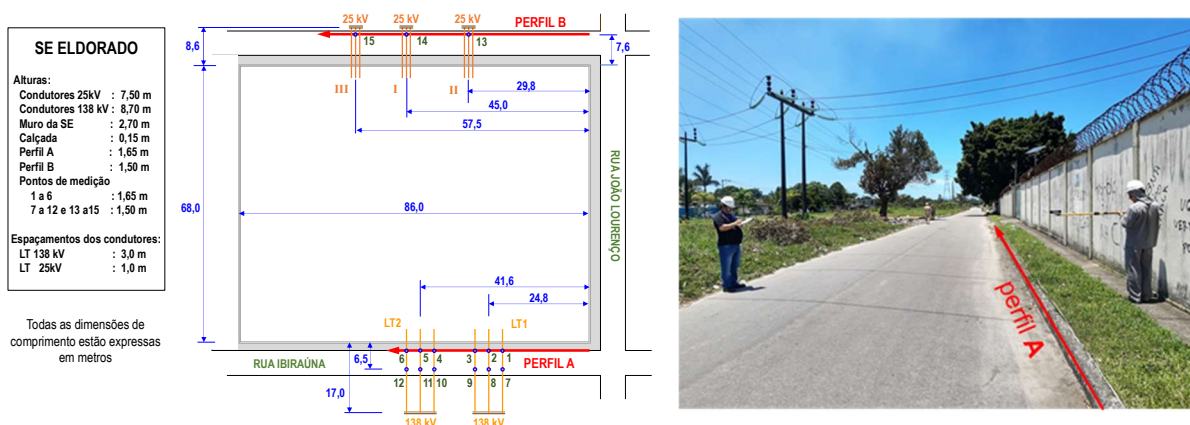 SE ELDORADO
Alturas:
Condutores 25kV : 7,50 m
Condutores 138 kV : 8,70 m
Muro da SE : 2,70 m
Calçada : 0,15 m
Perfil A : 1,65 m
Perfil B : 1,50 m
Pontos de medição
1 a 6 : 1,65 m
7 a 12 e 13 a15 : 1,50 m
Espaçamentos dos condutores:
LT 138 kV : 3,0 m
LT 25kV : 1,0 m
Todas as dimensões de
comprimento estão expressas
em metros
25 kV 25 kV 25 kV
PERFIL B
8,6
15 14 13
7,6
III I II
29,8
45,0
57,5
RUA JOÃO LOURENÇO
68,0
86,0
41,6
24,8
LT2 LT1
6 5 4 3 2 1
RUA IBIRAÚNA
6,5
PERFIL A
12 11 10 9 8 7
17,0
138 kV 138 kV
perfil A